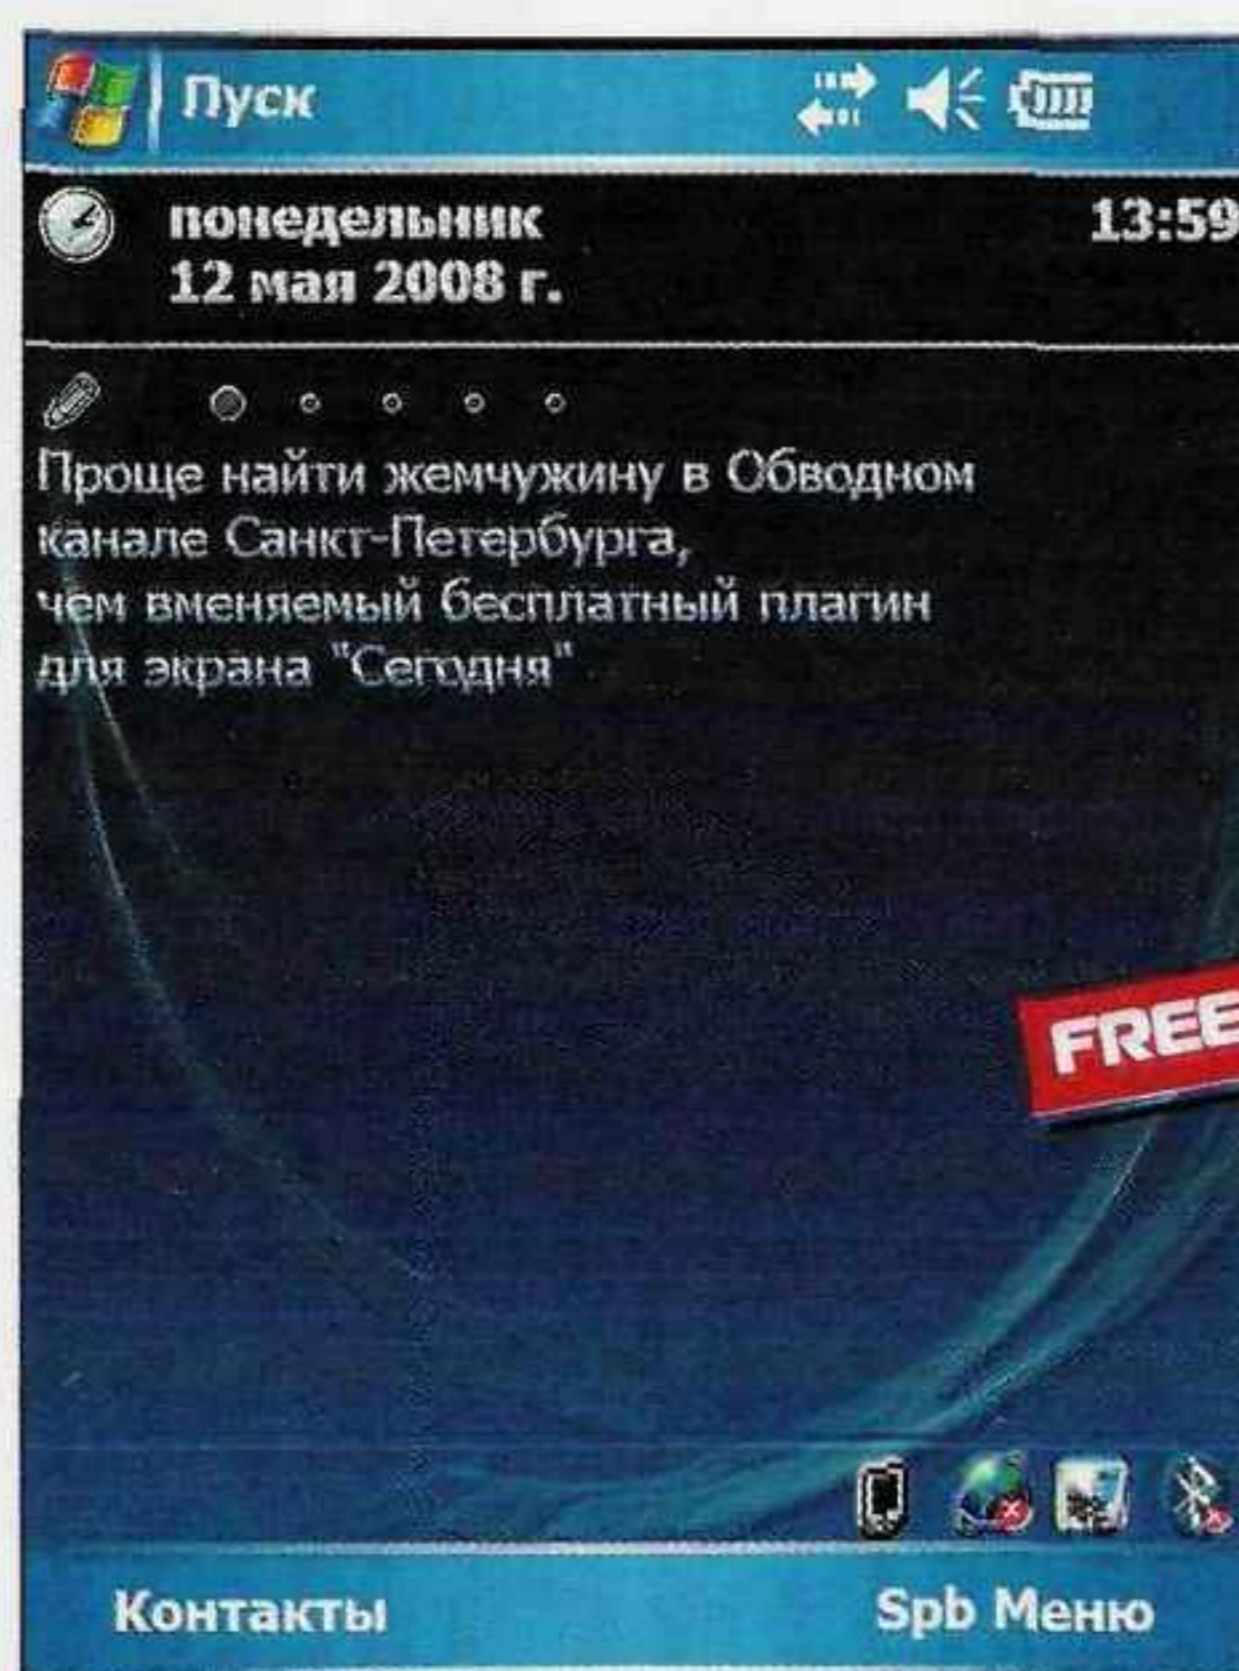 Пуск
понедельник
13:59
12 мая 2008 г.
Проще найти жемчужину в Обводном
канале Санкт-Петербурга,
чем вменяемый бесплатный плагин
для экрана "Сегодня"
FREE
Контакты
Spb Меню